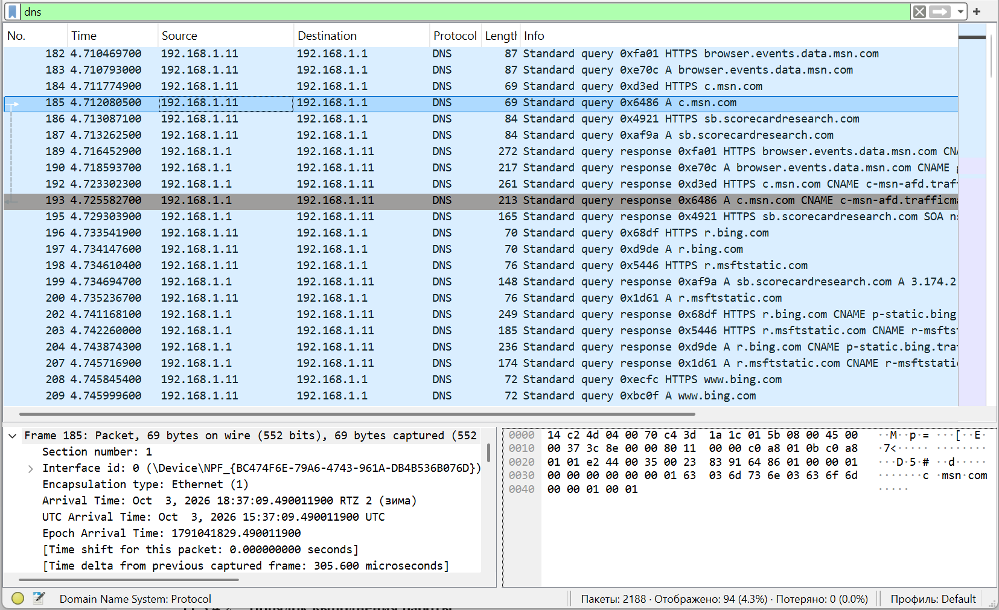 dns
No. Time Source Destination Protocol Length Info
182 4.710469700 192.168.1.11 192.168.1.1 DNS 87 Standard query 0xfa01 HTTPS browser.events.data.msn.com
183 4.710793000 192.168.1.11 192.168.1.1 DNS 87 Standard query 0xe70c A browser.events.data.msn.com
184 4.711774900 192.168.1.11 192.168.1.1 DNS 69 Standard query 0xd3ed HTTPS c.msn.com
185 4.712080500 192.168.1.11 192.168.1.1 DNS 69 Standard query 0x6486 A c.msn.com
186 4.713087100 192.168.1.11 192.168.1.1 DNS 84 Standard query 0x4921 HTTPS sb.scorecardresearch.com
187 4.713262500 192.168.1.11 192.168.1.1 DNS 84 Standard query 0xaf9a A sb.scorecardresearch.com
189 4.716452900 192.168.1.1 192.168.1.11 DNS 272 Standard query response 0xfa01 HTTPS browser.events.data.msn.com CN
190 4.718593700 192.168.1.1 192.168.1.11 DNS 217 Standard query response 0xe70c A browser.events.data.msn.com CNAME
192 4.723302300 192.168.1.1 192.168.1.11 DNS 261 Standard query response 0xd3ed HTTPS c.msn.com CNAME c-msn-afd.traf
193 4.725582700 192.168.1.1 192.168.1.11 DNS 213 Standard query response 0x6486 A c.msn.com CNAME c-msn-afd.trafficm
195 4.729303900 192.168.1.1 192.168.1.11 DNS 165 Standard query response 0x4921 HTTPS sb.scorecardresearch.com SOA n
196 4.733541900 192.168.1.11 192.168.1.1 DNS 70 Standard query 0x68df HTTPS r.bing.com
197 4.734147600 192.168.1.11 192.168.1.1 DNS 70 Standard query 0xd9de A r.bing.com
198 4.734610400 192.168.1.11 192.168.1.1 DNS 76 Standard query 0x5446 HTTPS r.msftstatic.com
199 4.734694700 192.168.1.1 192.168.1.11 DNS 148 Standard query response 0xaf9a A sb.scorecardresearch.com A 3.174.2
200 4.735236700 192.168.1.11 192.168.1.1 DNS 76 Standard query 0x1d61 A r.msftstatic.com
202 4.741168100 192.168.1.1 192.168.1.11 DNS 249 Standard query response 0x68df HTTPS r.bing.com CNAME p-static.bing
203 4.742260000 192.168.1.1 192.168.1.11 DNS 185 Standard query response 0x5446 HTTPS r.msftstatic.com CNAME r-msfts
204 4.743874300 192.168.1.1 192.168.1.11 DNS 236 Standard query response 0xd9de A r.bing.com CNAME p-static.bing.tra
207 4.745716900 192.168.1.1 192.168.1.11 DNS 174 Standard query response 0x1d61 A r.msftstatic.com CNAME r-msftstati
208 4.745845400 192.168.1.11 192.168.1.1 DNS 72 Standard query 0xecfc HTTPS www.bing.com
209 4.745999600 192.168.1.11 192.168.1.1 DNS 72 Standard query 0xbc0f A www.bing.com
Frame 185: Packet, 69 bytes on wire (552 bits), 69 bytes captured (552
Section number: 1
Interface id: 0 (\Device\NPF_{BC474F6E-79A6-4743-961A-DB4B536B076D})
Encapsulation type: Ethernet (1)
Arrival Time: Oct  3, 2026 18:37:09.490011900 RTZ 2 (зима)
UTC Arrival Time: Oct  3, 2026 15:37:09.490011900 UTC
Epoch Arrival Time: 1791041829.490011900
[Time shift for this packet: 0.000000000 seconds]
[Time delta from previous captured frame: 305.600 microseconds]
0000 14 c2 4d 04 00 70 c4 3d 1a 1c 01 5b 08 00 45 00 ··M··p·= ···[··E·
0010 00 37 3c 8e 00 00 80 11 00 00 c0 a8 01 0b c0 a8 ·7<····· ········
0020 01 01 e2 44 00 35 00 23 83 91 64 86 01 00 00 01 ···D·5·# ··d·····
0030 00 00 00 00 00 00 01 63 03 6d 73 6e 03 63 6f 6d ·······c ·msn·com
0040 00 00 01 00 01 ·····
Domain Name System: Protocol
Пакеты: 2188 · Отображено: 94 (4.3%) · Потеряно: 0 (0.0%)
Профиль: Default